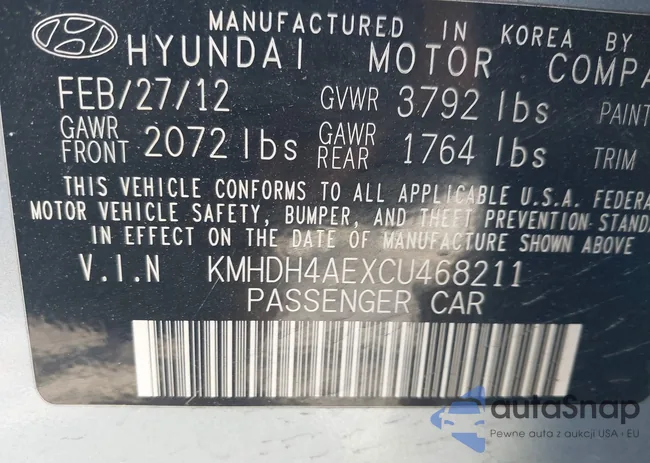 MANUFACTURED IN KOREA BY
HYUNDAI MOTOR COMPA
FEB/27/12 GVWR 3792 lbs PAINT
GAWR FRONT 2072 lbs GAWR REAR 1764 lbs TRIM
THIS VEHICLE CONFORMS TO ALL APPLICABLE U.S.A. FEDERA
MOTOR VEHICLE SAFETY, BUMPER, AND THEFT PREVENTION STANDA
IN EFFECT ON THE DATE OF MANUFACTURE SHOWN ABOVE
V.I.N KMHDH4AEXCU468211
PASSENGER CAR
autoSnap
Pewne auto z aukcji USA i EU